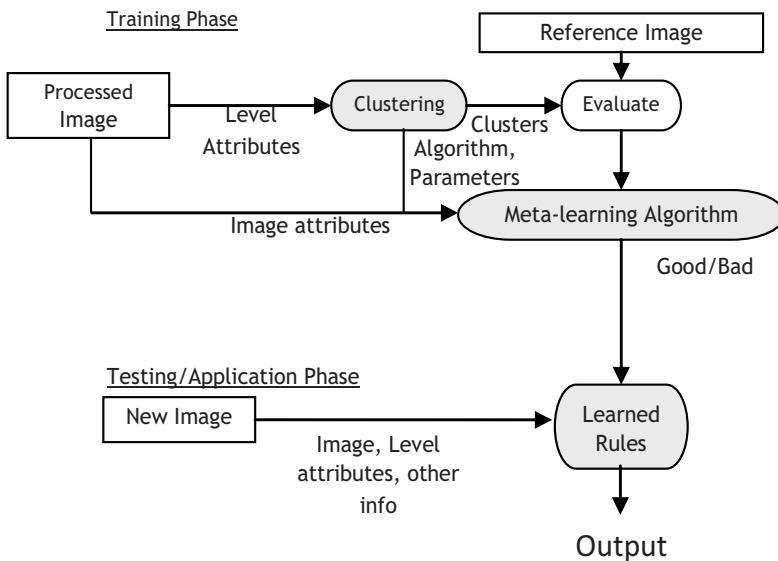 Training Phase
Reference Image
Processed
Image
Level
Attributes
Clustering
Clusters
Algorithm,
Parameters
Evaluate
Image attributes
Meta-learning Algorithm
Good/Bad
Testing/Application Phase
New Image
Image, Level
attributes, other
info
Learned
Rules
Output